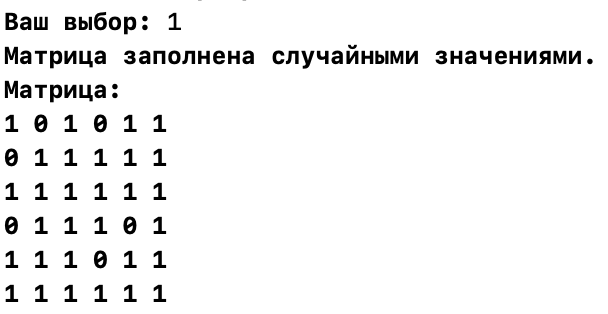 Ваш выбор: 1
Матрица заполнена случайными значениями.
Матрица:
1 0 1 0 1 1
0 1 1 1 1 1
1 1 1 1 1 1
0 1 1 1 0 1
1 1 1 0 1 1
1 1 1 1 1 1